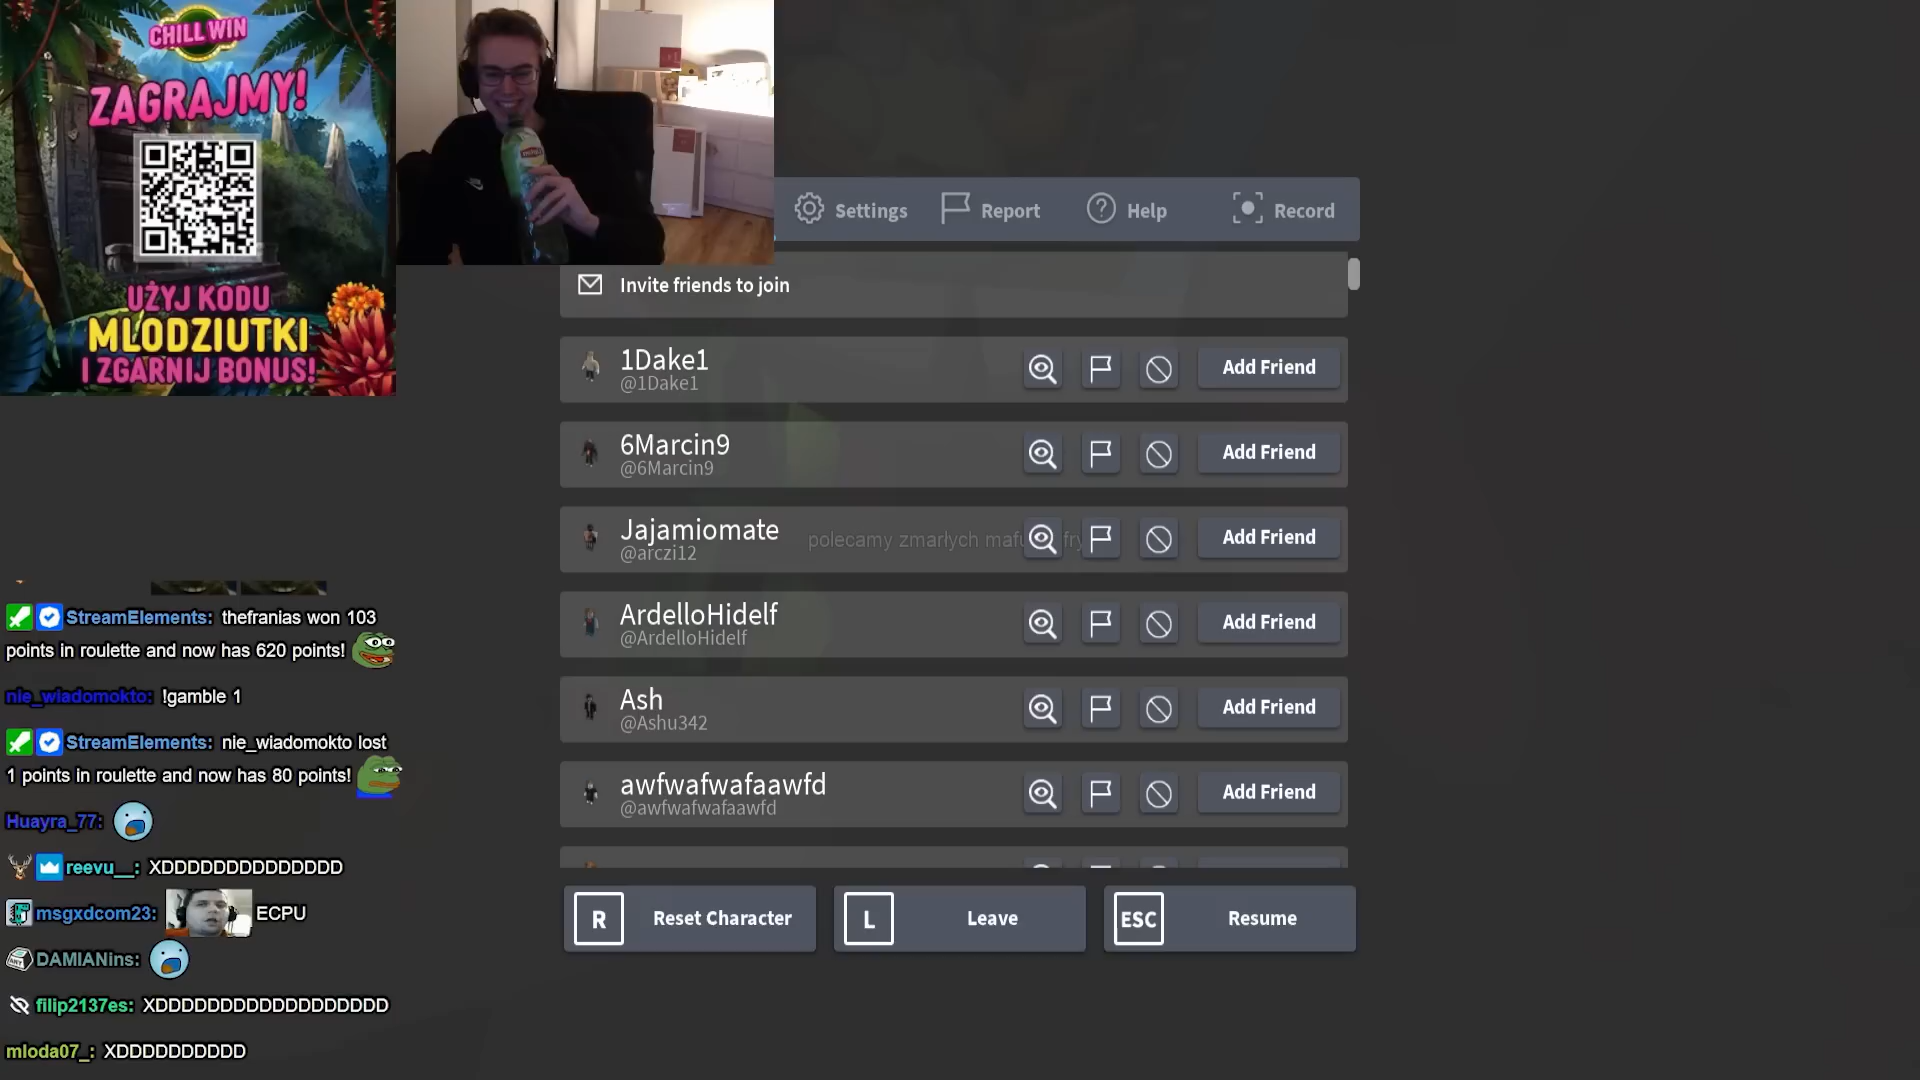 CHILL WIN
ZAGRAJMY!
UŻYJ KODU
MLODZIUTKI
I ZGARNIJ BONUS!
Settings
Report
Help
Record
Invite friends to join
1Dake1
@1Dake1
Add Friend
6Marcin9
@6Marcin9
Add Friend
Jajamiomate
@arczi12
polecamy zmarłych
Add Friend
ArdelloHidelf
@ArdelloHidelf
Add Friend
Ash
@Ashu342
Add Friend
awfwafwafaawfd
@awfwafwafaawfd
Add Friend
R Reset Character
L Leave
ESC Resume
StreamElements: thefranias won 103
points in roulette and now has 620 points!
nie_wiadomokto: !gamble 1
StreamElements: nie_wiadomokto lost
1 points in roulette and now has 80 points!
Huayra_77:
reevu__: XDDDDDDDDDDDDDD
msgxdcom23: ECPU
DAMIANins:
filip2137es: XDDDDDDDDDDDDDDDDDD
mloda07_: XDDDDDDDDDD